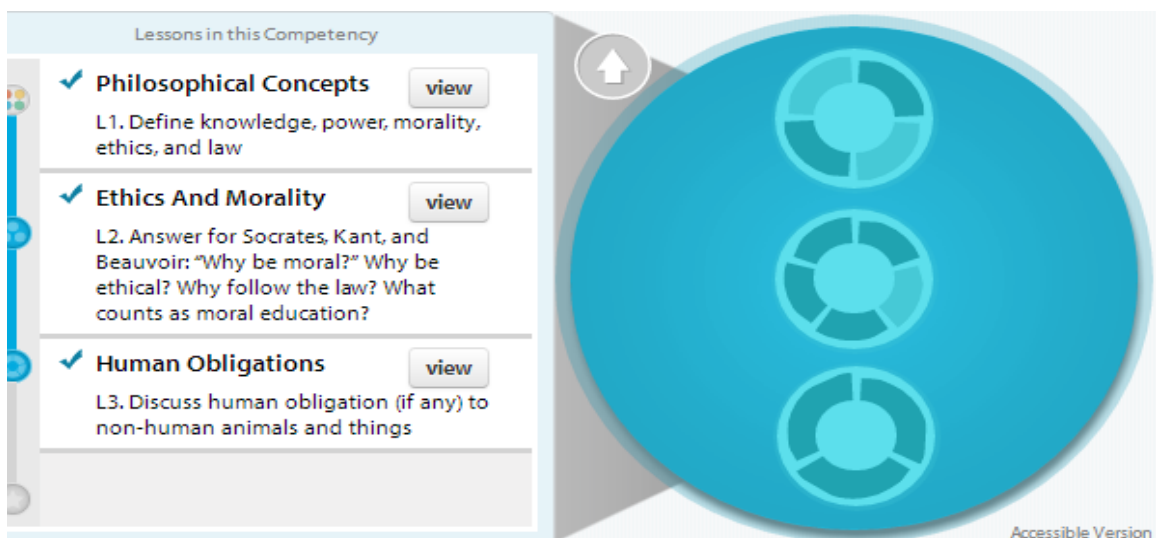 Lessons in this Competency
Philosophical Concepts
view
L1. Define knowledge, power, morality,
ethics, and law
Ethics And Morality
view
L2. Answer for Socrates, Kant, and
Beauvoir: “Why be moral?” Why be
ethical? Why follow the law? What
counts as moral education?
Human Obligations
view
L3. Discuss human obligation (if any) to
non-human animals and things
Accessible Version